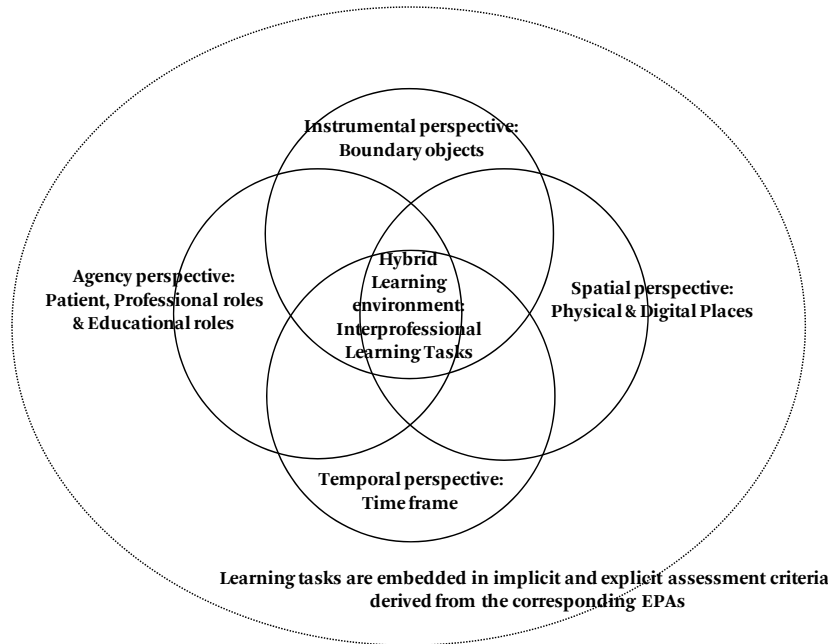 Instrumental perspective:
Boundary objects
Agency perspective:
Patient, Professional roles
& Educational roles
Hybrid
Learning
environment:
Interprofessional
Learning Tasks
Spatial perspective:
Physical & Digital Places
Temporal perspective:
Time frame
Learning tasks are embedded in implicit and explicit assessment criteria
derived from the corresponding EPAs